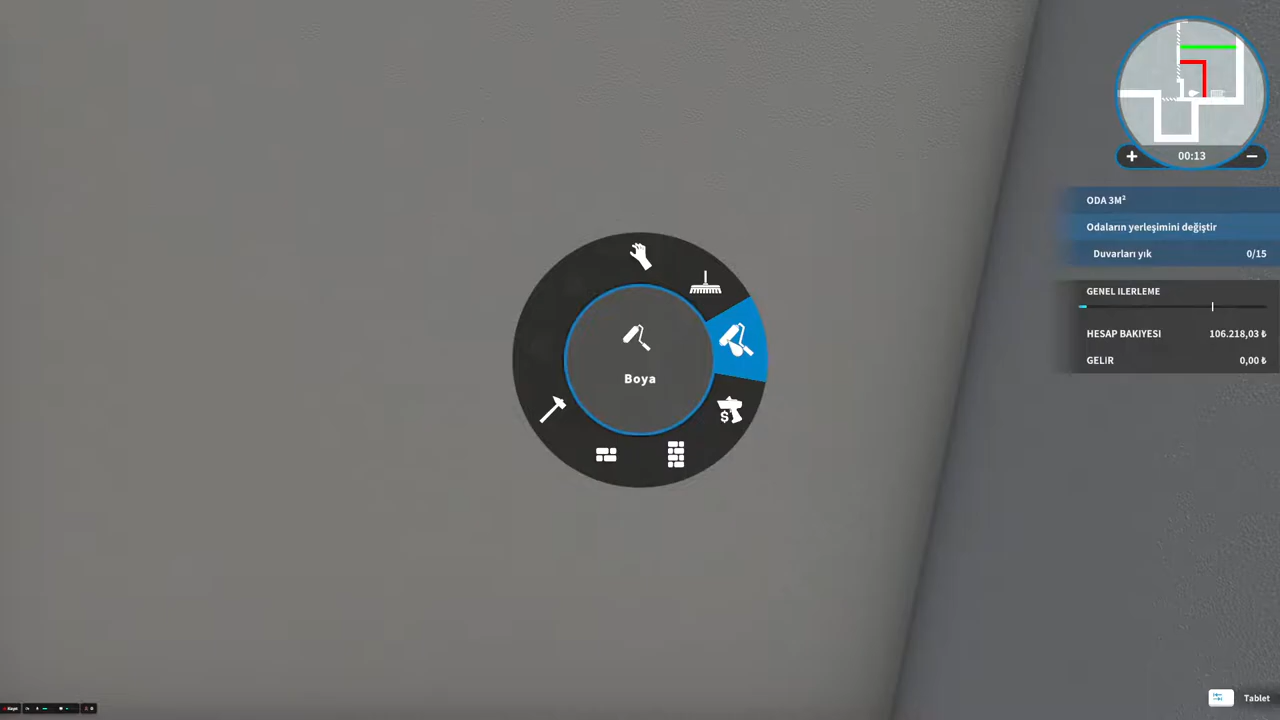 00:13
ODA 3M²
Odaların yerleşimini değiştir
Duvarları yık 0/15
GENEL ILERLEME
HESAP BAKIYESI 106.218,03 ₺
GELIR 0,00 ₺
Boya
$
Tablet